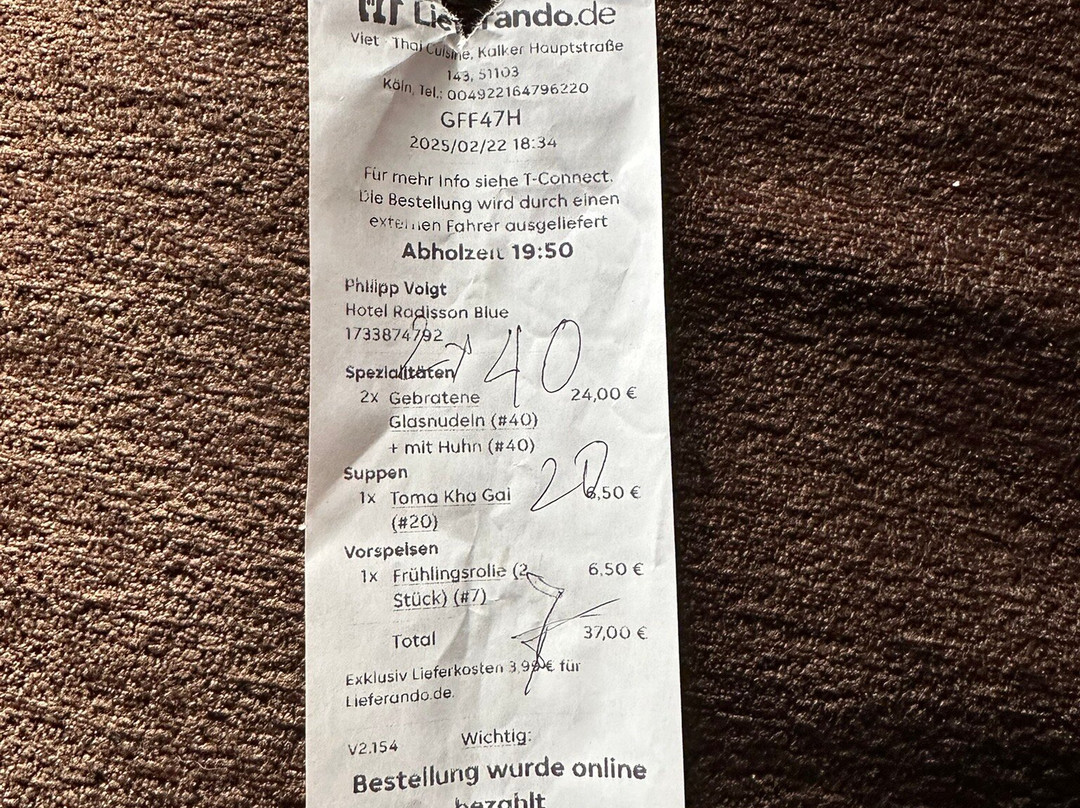 Lieferando.de
Viet Thai Cuisine, Kalker Hauptstraße
143, 51103
Köln, Tel.: 004922164796220
GFF47H
2025/02/22 18:34
Für mehr Info siehe T-Connect.
Die Bestellung wird durch einen
externen Fahrer ausgeliefert
Abholzeit 19:50
Philipp Voigt
Hotel Radisson Blue
1733874792
2x 40
Spezialitäten
2x Gebratene 24,00 €
Glasnudeln (#40)
+ mit Huhn (#40)
Suppen
20
1x Toma Kha Gai 6,50 €
(#20)
Vorspeisen
1x Frühlingsrolle (2 6,50 €
Stück) (#7)
7
Total 37,00 €
Exklusiv Lieferkosten 3,99 € für
Lieferando.de.
V2.154 Wichtig:
Bestellung wurde online
bezahlt